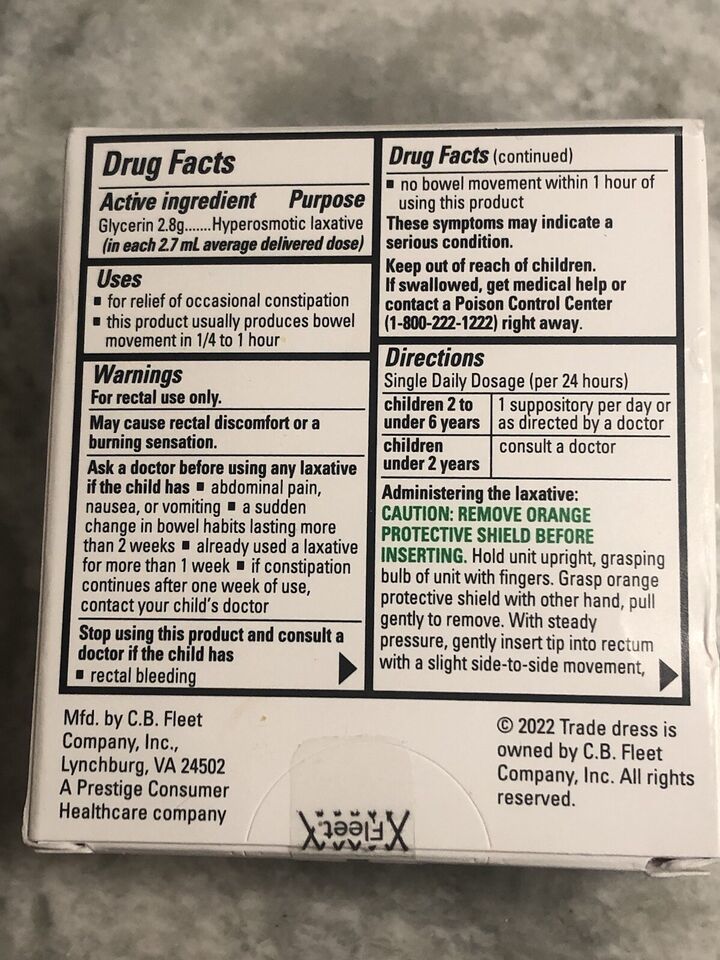 Drug Facts
Active ingredient Purpose
Glycerin 2.8g.......Hyperosmotic laxative
(in each 2.7 mL average delivered dose)
Uses
■ for relief of occasional constipation
■ this product usually produces bowel
movement in 1/4 to 1 hour
Warnings
For rectal use only.
May cause rectal discomfort or a
burning sensation.
Ask a doctor before using any laxative
if the child has ■ abdominal pain,
nausea, or vomiting ■ a sudden
change in bowel habits lasting more
than 2 weeks ■ already used a laxative
for more than 1 week ■ if constipation
continues after one week of use,
contact your child's doctor
Stop using this product and consult a
doctor if the child has
■ rectal bleeding
Drug Facts (continued)
■ no bowel movement within 1 hour of
using this product
These symptoms may indicate a
serious condition.
Keep out of reach of children.
If swallowed, get medical help or
contact a Poison Control Center
(1-800-222-1222) right away.
Directions
Single Daily Dosage (per 24 hours)
children 2 to 1 suppository per day or
under 6 years as directed by a doctor
children consult a doctor
under 2 years
Administering the laxative:
CAUTION: REMOVE ORANGE
PROTECTIVE SHIELD BEFORE
INSERTING. Hold unit upright, grasping
bulb of unit with fingers. Grasp orange
protective shield with other hand, pull
gently to remove. With steady
pressure, gently insert tip into rectum
with a slight side-to-side movement,
Mfd. by C.B. Fleet
Company, Inc.,
Lynchburg, VA 24502
A Prestige Consumer
Healthcare company
© 2022 Trade dress is
owned by C.B. Fleet
Company, Inc. All rights
reserved.
Fleet